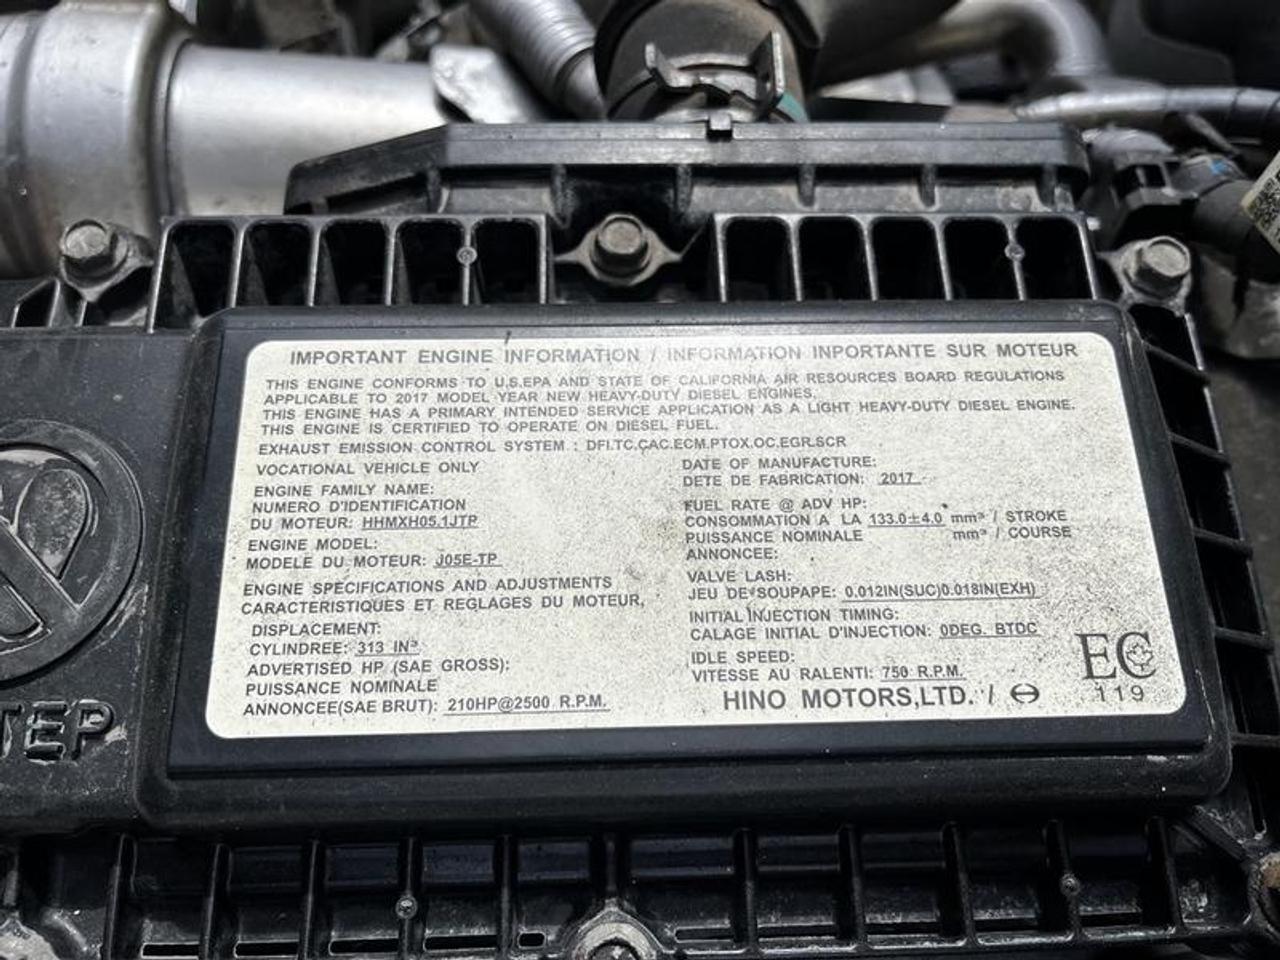 IMPORTANT ENGINE INFORMATION / INFORMATION INPORTANTE SUR MOTEUR
THIS ENGINE CONFORMS TO U.S.EPA AND STATE OF CALIFORNIA AIR RESOURCES BOARD REGULATIONS
APPLICABLE TO 2017 MODEL YEAR NEW HEAVY-DUTY DIESEL ENGINES.
THIS ENGINE HAS A PRIMARY INTENDED SERVICE APPLICATION AS A LIGHT HEAVY-DUTY DIESEL ENGINE.
THIS ENGINE IS CERTIFIED TO OPERATE ON DIESEL FUEL.
EXHAUST EMISSION CONTROL SYSTEM : DFI.TC.CAC.ECM.PTOX.OC.EGR.SCR
VOCATIONAL VEHICLE ONLY
ENGINE FAMILY NAME:
NUMERO D'IDENTIFICATION
DU MOTEUR: HHMXH05.1JTP
ENGINE MODEL:
MODELE DU MOTEUR: J05E-TP
ENGINE SPECIFICATIONS AND ADJUSTMENTS
CARACTERISTIQUES ET REGLAGES DU MOTEUR,
DISPLACEMENT:
CYLINDREE: 313 IN³
ADVERTISED HP (SAE GROSS):
PUISSANCE NOMINALE
ANNONCEE(SAE BRUT): 210HP@2500 R.P.M.
DATE OF MANUFACTURE:
DETE DE FABRICATION: 2017
FUEL RATE @ ADV HP:
CONSOMMATION A LA 133.0±4.0 mm³ / STROKE
PUISSANCE NOMINALE mm³ / COURSE
ANNONCEE:
VALVE LASH:
JEU DE SOUPAPE: 0.012IN(SUC)0.018IN(EXH)
INITIAL INJECTION TIMING:
CALAGE INITIAL D'INJECTION: 0DEG. BTDC
IDLE SPEED:
VITESSE AU RALENTI: 750 R.P.M.
HINO MOTORS,LTD. /
EC
119
TEP